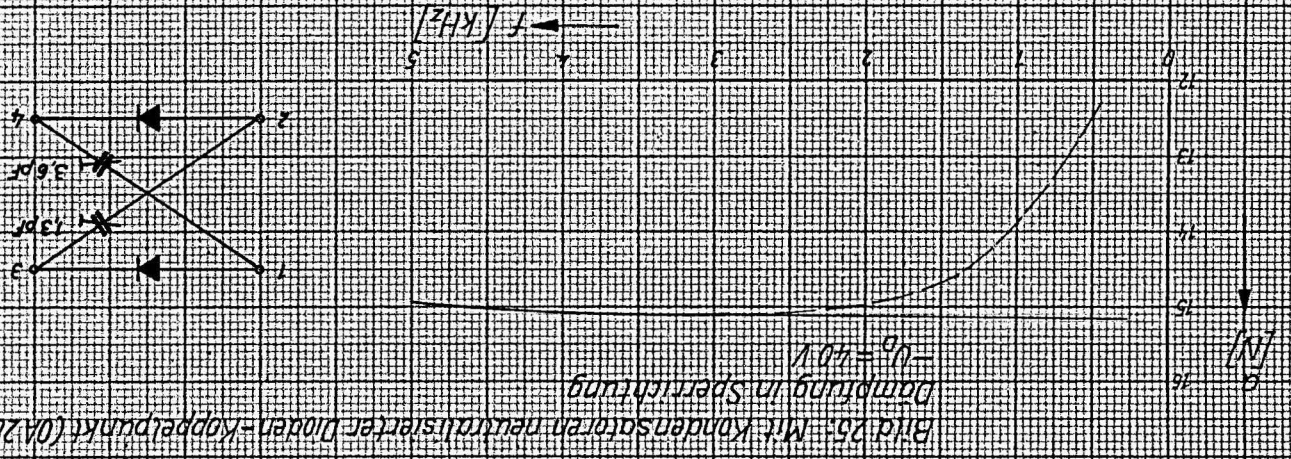 Bild 25: Mit Kondensatoren neutralisierter Dioden-Koppelpunkt (OA2
Dämpfung in Sperrichtung
-U_D = 40 V
a
[N]
16
15
14
13
12
0
1
2
3
4
5
f [kHz]
1
3
1,3 pF
3,6 pF
2
4